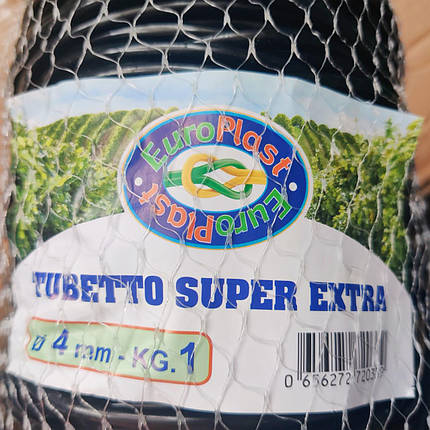 EuroPlast
EuroPlast
TUBETTO SUPER EXTRA
ø 4 mm - KG. 1